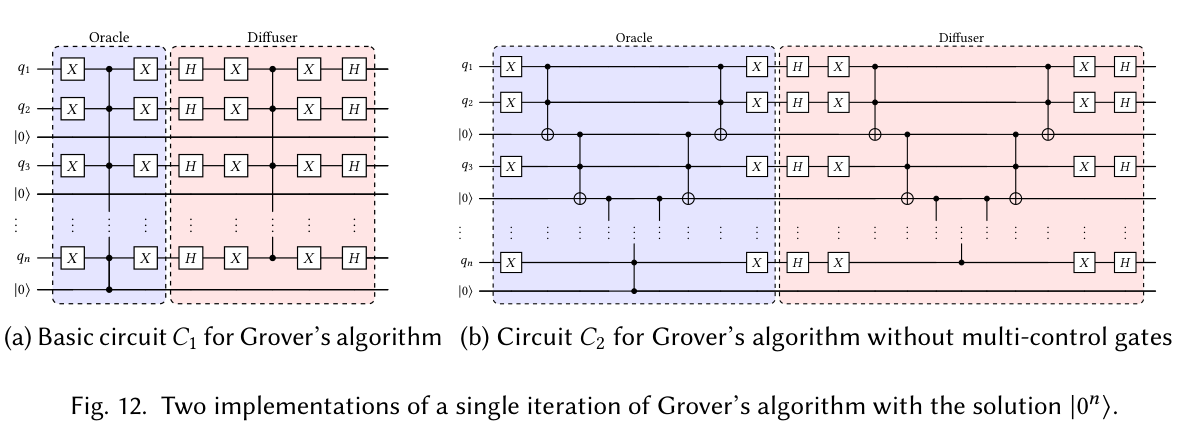 Oracle Diffuser
q₁ X X H X X H
q₂ X X H X X H
|0⟩
q₃ X X H X X H
|0⟩
⋮ ⋮ ⋮ ⋮ ⋮ ⋮ ⋮ ⋮ ⋮
qₙ X X H X X H
|0⟩
(a) Basic circuit C₁ for Grover's algorithm
Oracle Diffuser
q₁ X X H X X H
q₂ X X H X X H
|0⟩
q₃ X X H X X H
|0⟩
⋮ ⋮ ⋮ ⋮ ⋮ ⋮ ⋮ ⋮ ⋮ ⋮ ⋮ ⋮ ⋮ ⋮ ⋮ ⋮ ⋮ ⋮
qₙ X X H X X H
|0⟩
(b) Circuit C₂ for Grover's algorithm without multi-control gates
Fig. 12. Two implementations of a single iteration of Grover's algorithm with the solution |0ⁿ⟩.